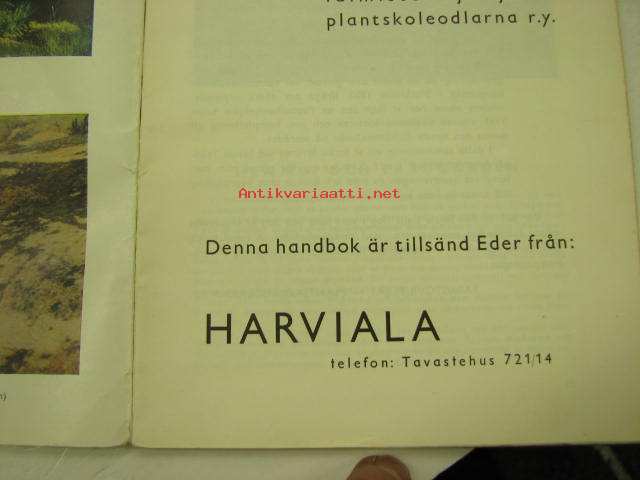 plantskoleodlarna r.y.
Antikvariaatti.net
Denna handbok är tillsänd Eder från:
HARVIALA
telefon: Tavastehus 721/14